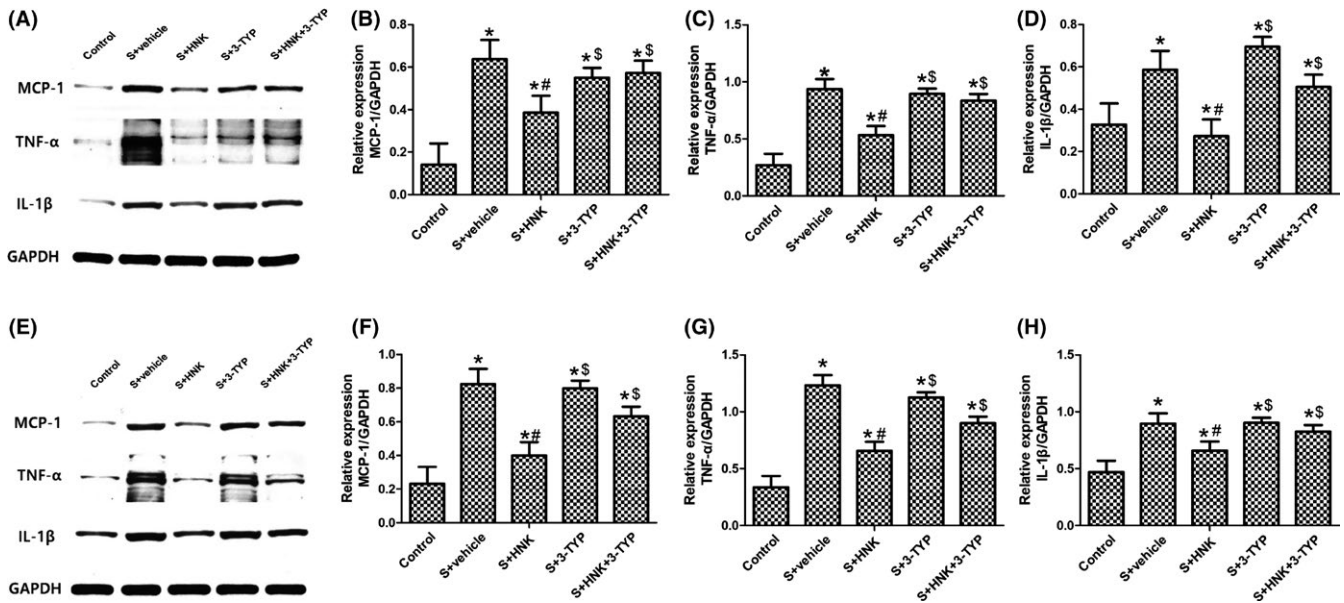 (A)
Control
S+vehicle
S+HNK
S+3-TYP
S+HNK+3-TYP
MCP-1
TNF-α
IL-1β
GAPDH
(B)
Relative expression
MCP-1/GAPDH
0.8
0.6
0.4
0.2
0.0
*
*#
*$
*$
Control
S+vehicle
S+HNK
S+3-TYP
S+HNK+3-TYP
(C)
Relative expression
TNF-α/GAPDH
1.5
1.0
0.5
0.0
*
*#
*$
*$
Control
S+vehicle
S+HNK
S+3-TYP
S+HNK+3-TYP
(D)
Relative expression
IL-1β/GAPDH
0.8
0.6
0.4
0.2
0.0
*
*#
*$
*$
Control
S+vehicle
S+HNK
S+3-TYP
S+HNK+3-TYP
(E)
Control
S+vehicle
S+HNK
S+3-TYP
S+HNK+3-TYP
MCP-1
TNF-α
IL-1β
GAPDH
(F)
Relative expression
MCP-1/GAPDH
1.0
0.8
0.6
0.4
0.2
0.0
*
*#
*$
*$
Control
S+vehicle
S+HNK
S+3-TYP
S+HNK+3-TYP
(G)
Relative expression
TNF-α/GAPDH
1.5
1.0
0.5
0.0
*
*#
*$
*$
Control
S+vehicle
S+HNK
S+3-TYP
S+HNK+3-TYP
(H)
Relative expression
IL-1β/GAPDH
1.5
1.0
0.5
0.0
*
*#
*$
*$
Control
S+vehicle
S+HNK
S+3-TYP
S+HNK+3-TYP